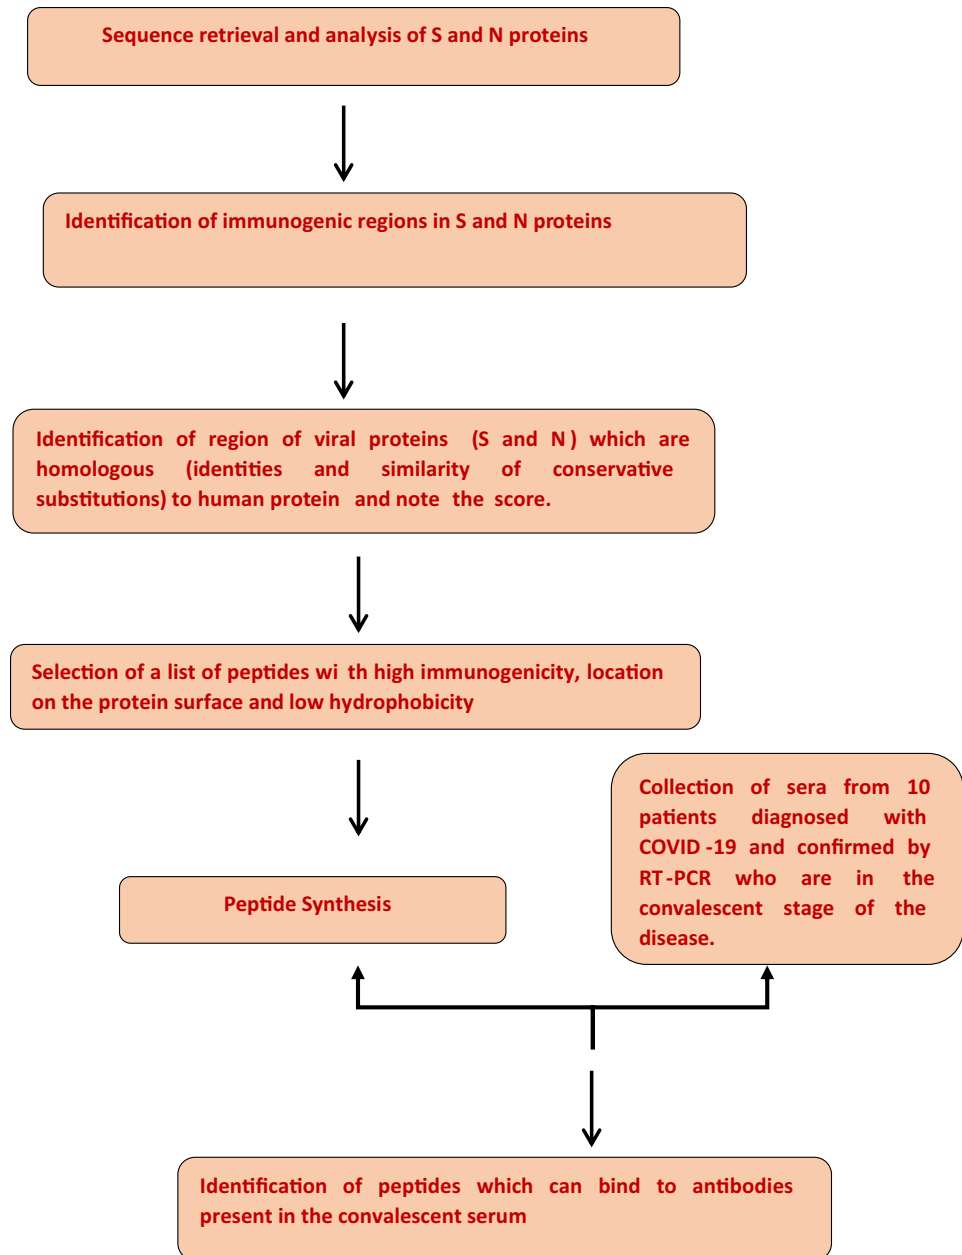 Sequence retrieval and analysis of S and N proteins
Identification of immunogenic regions in S and N proteins
Identification of region of viral proteins (S and N ) which are
homologous (identities and similarity of conservative
substitutions) to human protein and note the score.
Selection of a list of peptides wi th high immunogenicity, location
on the protein surface and low hydrophobicity
Collection of sera from 10
patients diagnosed with
COVID -19 and confirmed by
RT-PCR who are in the
convalescent stage of the
disease.
Peptide Synthesis
Identification of peptides which can bind to antibodies
present in the convalescent serum